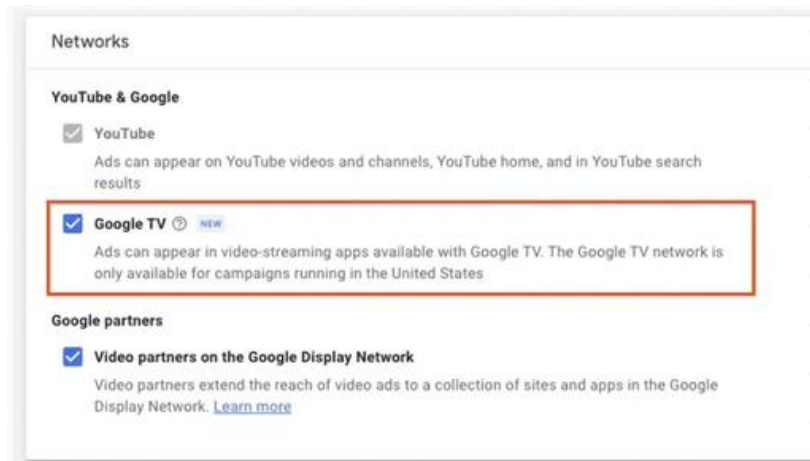 Networks
YouTube & Google
YouTube
Ads can appear on YouTube videos and channels, YouTube home, and in YouTube search
results
Google TV NEW
Ads can appear in video-streaming apps available with Google TV. The Google TV network is
only available for campaigns running in the United States
Google partners
Video partners on the Google Display Network
Video partners extend the reach of video ads to a collection of sites and apps in the Google
Display Network. Learn more